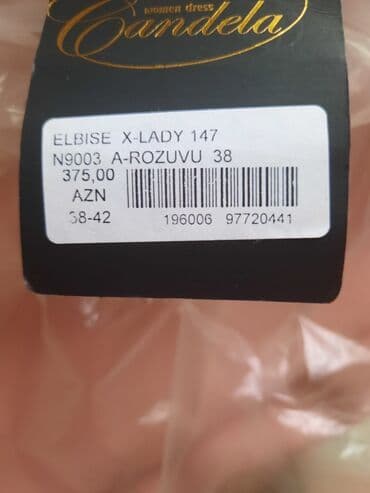 women dress
Candela
ELBISE X-LADY 147
N9003 A-ROZUVU 38
375,00
AZN
38-42
196006 97720441